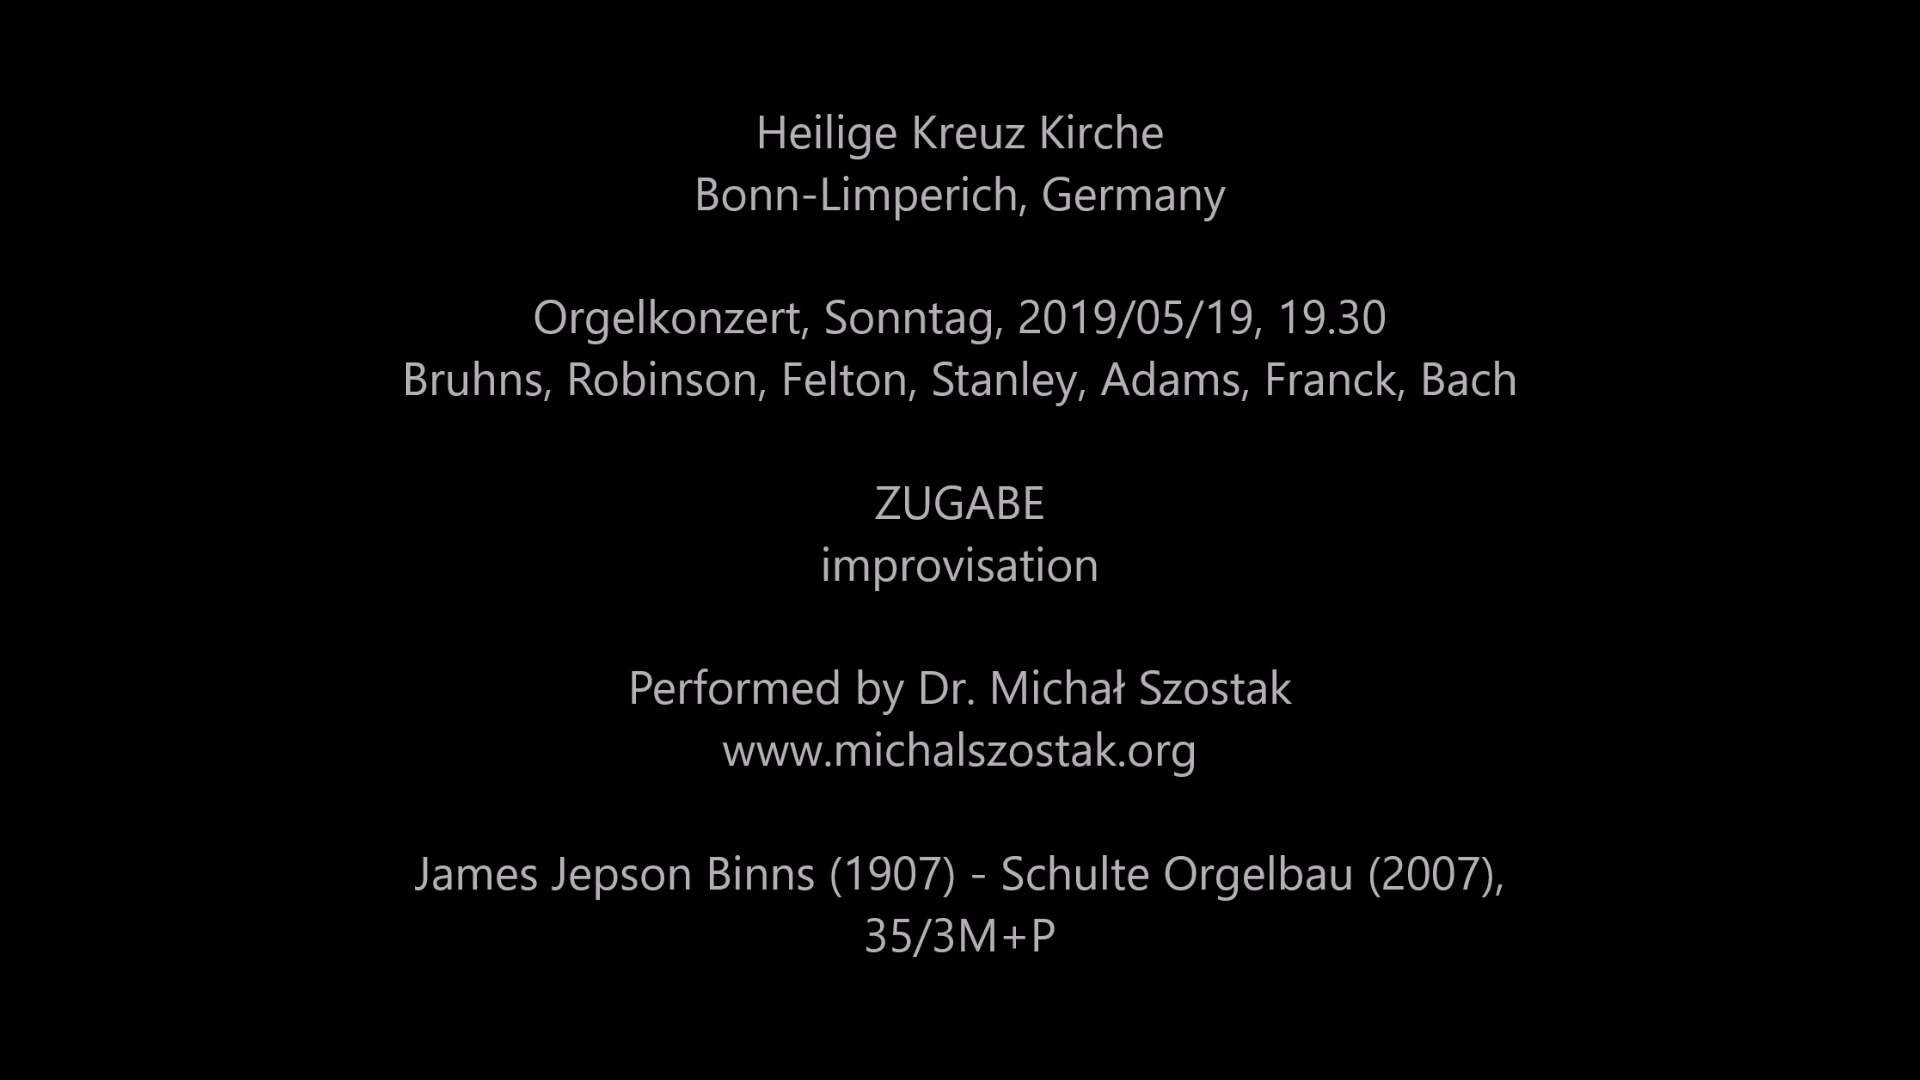 Heilige Kreuz Kirche
Bonn-Limperich, Germany
Orgelkonzert, Sonntag, 2019/05/19, 19.30
Bruhns, Robinson, Felton, Stanley, Adams, Franck, Bach
ZUGABE
improvisation
Performed by Dr. Michał Szostak
www.michalszostak.org
James Jepson Binns (1907) - Schulte Orgelbau (2007),
35/3M+P